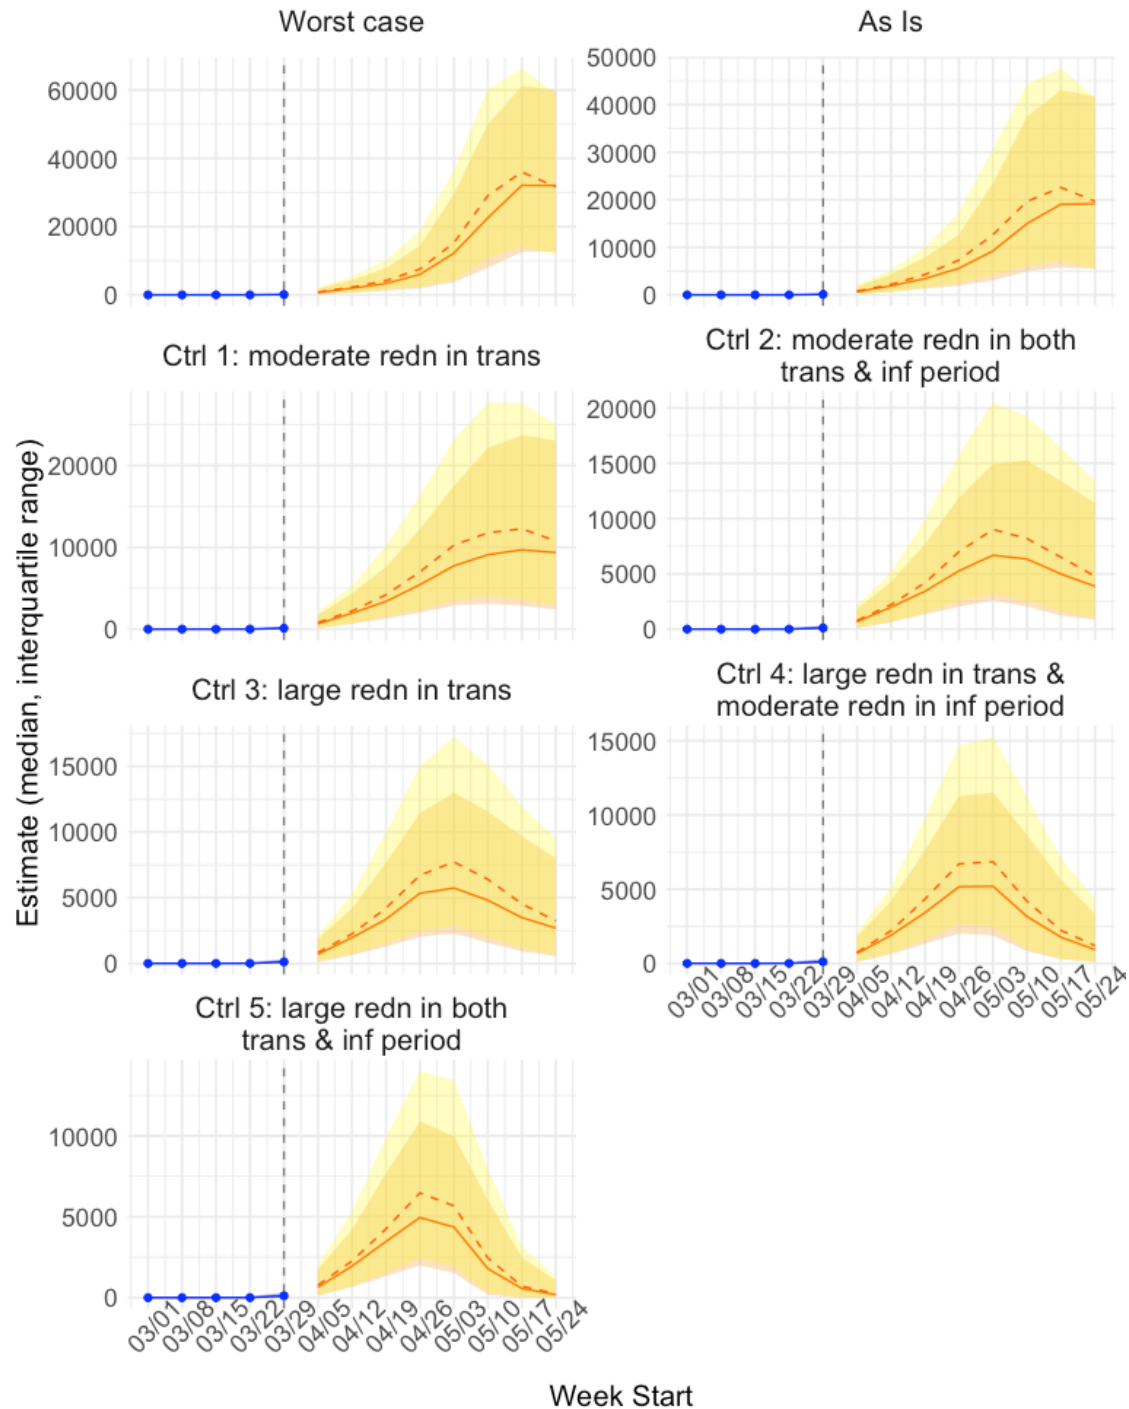 Worst case
As Is
60000
40000
20000
0
50000
40000
30000
20000
10000
0
Ctrl 1: moderate redn in trans
Ctrl 2: moderate redn in both
trans & inf period
20000
10000
0
20000
15000
10000
5000
0
Estimate (median, interquartile range)
Ctrl 3: large redn in trans
Ctrl 4: large redn in trans &
moderate redn in inf period
15000
10000
5000
0
15000
10000
5000
0
03/01 03/08 03/15 03/22 03/29 04/05 04/12 04/19 04/26 05/03 05/10 05/17 05/24
Ctrl 5: large redn in both
trans & inf period
10000
5000
0
03/01 03/08 03/15 03/22 03/29 04/05 04/12 04/19 04/26 05/03 05/10 05/17 05/24
Week Start